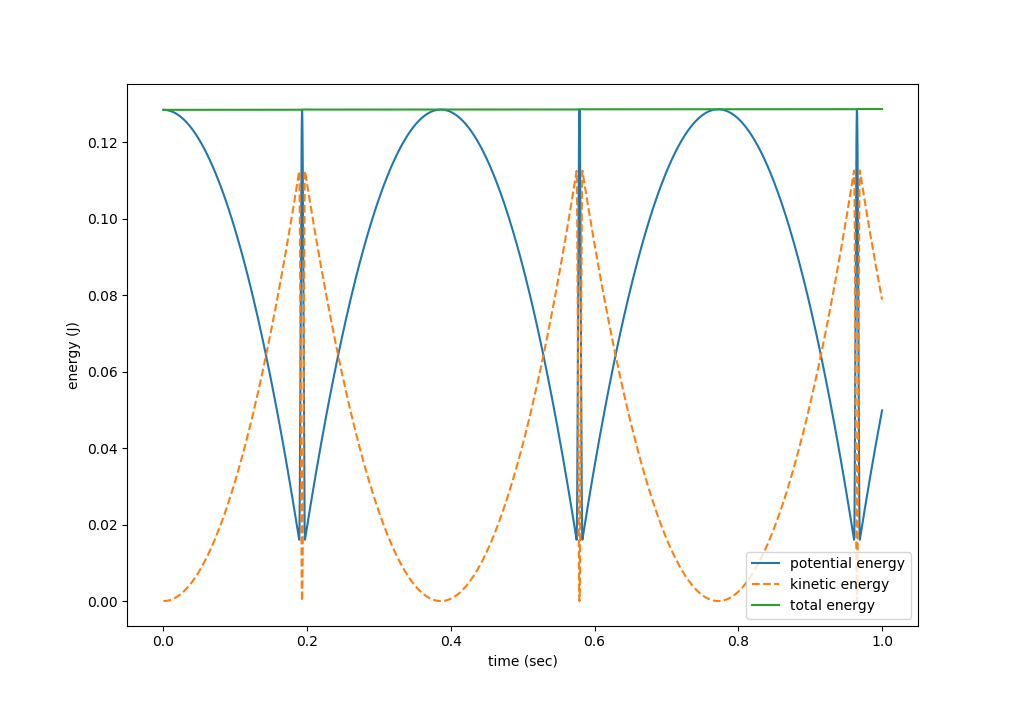 0.12
0.10
0.08
0.06
0.04
0.02
0.00
energy (J)
0.0 0.2 0.4 0.6 0.8 1.0
time (sec)
potential energy
kinetic energy
total energy